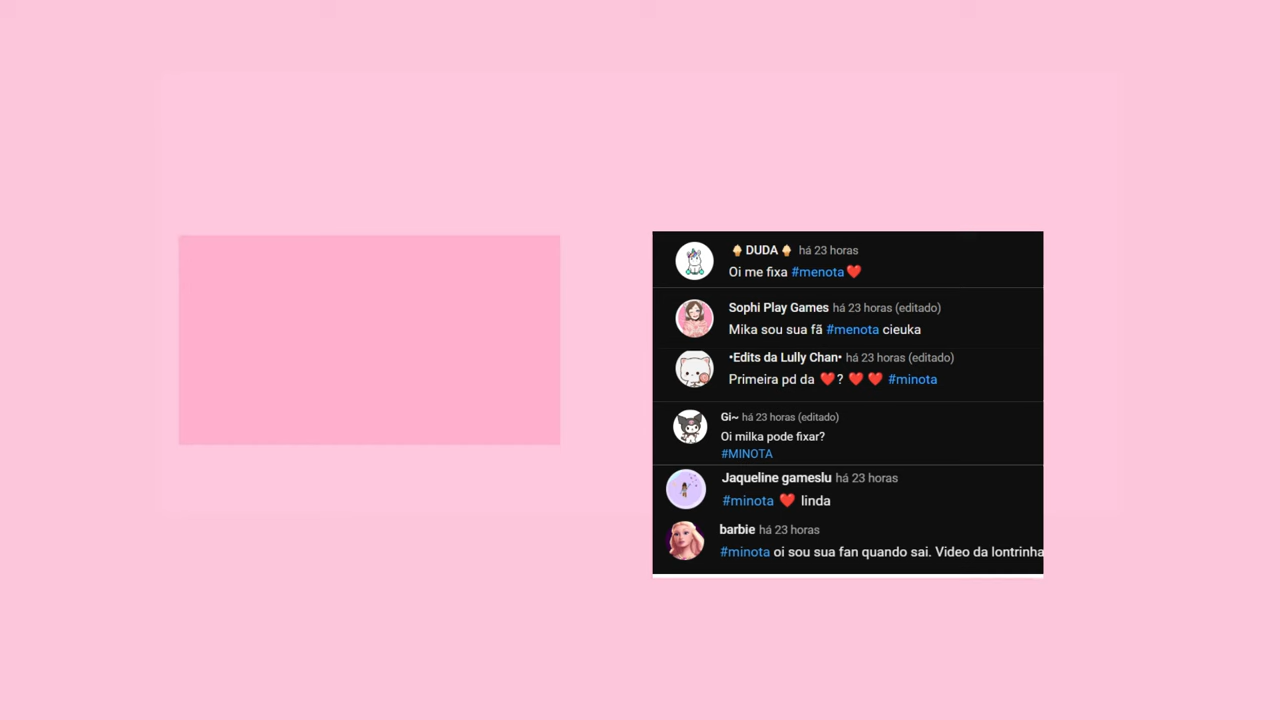 🍦DUDA🍦 há 23 horas
Oi me fixa #menota❤️
Sophi Play Games há 23 horas (editado)
Mika sou sua fã #menota cieuka
•Edits da Lully Chan• há 23 horas (editado)
Primeira pd da ❤️? ❤️ ❤️ #minota
Gi~ há 23 horas (editado)
Oi milka pode fixar?
#MINOTA
Jaqueline gameslu há 23 horas
#minota ❤️ linda
barbie há 23 horas
#minota oi sou sua fan quando sai. Video da lontrinha